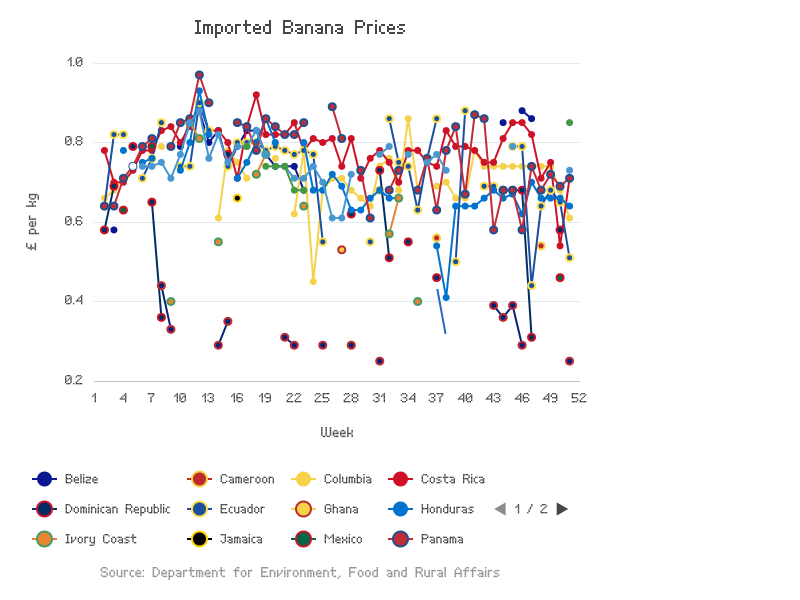 Imported Banana Prices
1.0
0.8
0.6
0.4
0.2
£ per kg
1 4 7 10 13 16 19 22 25 28 31 34 37 40 43 46 49 52
Week
Belize Cameroon Columbia Costa Rica
Dominican Republic Ecuador Ghana Honduras 1 / 2
Ivory Coast Jamaica Mexico Panama
Source: Department for Environment, Food and Rural Affairs